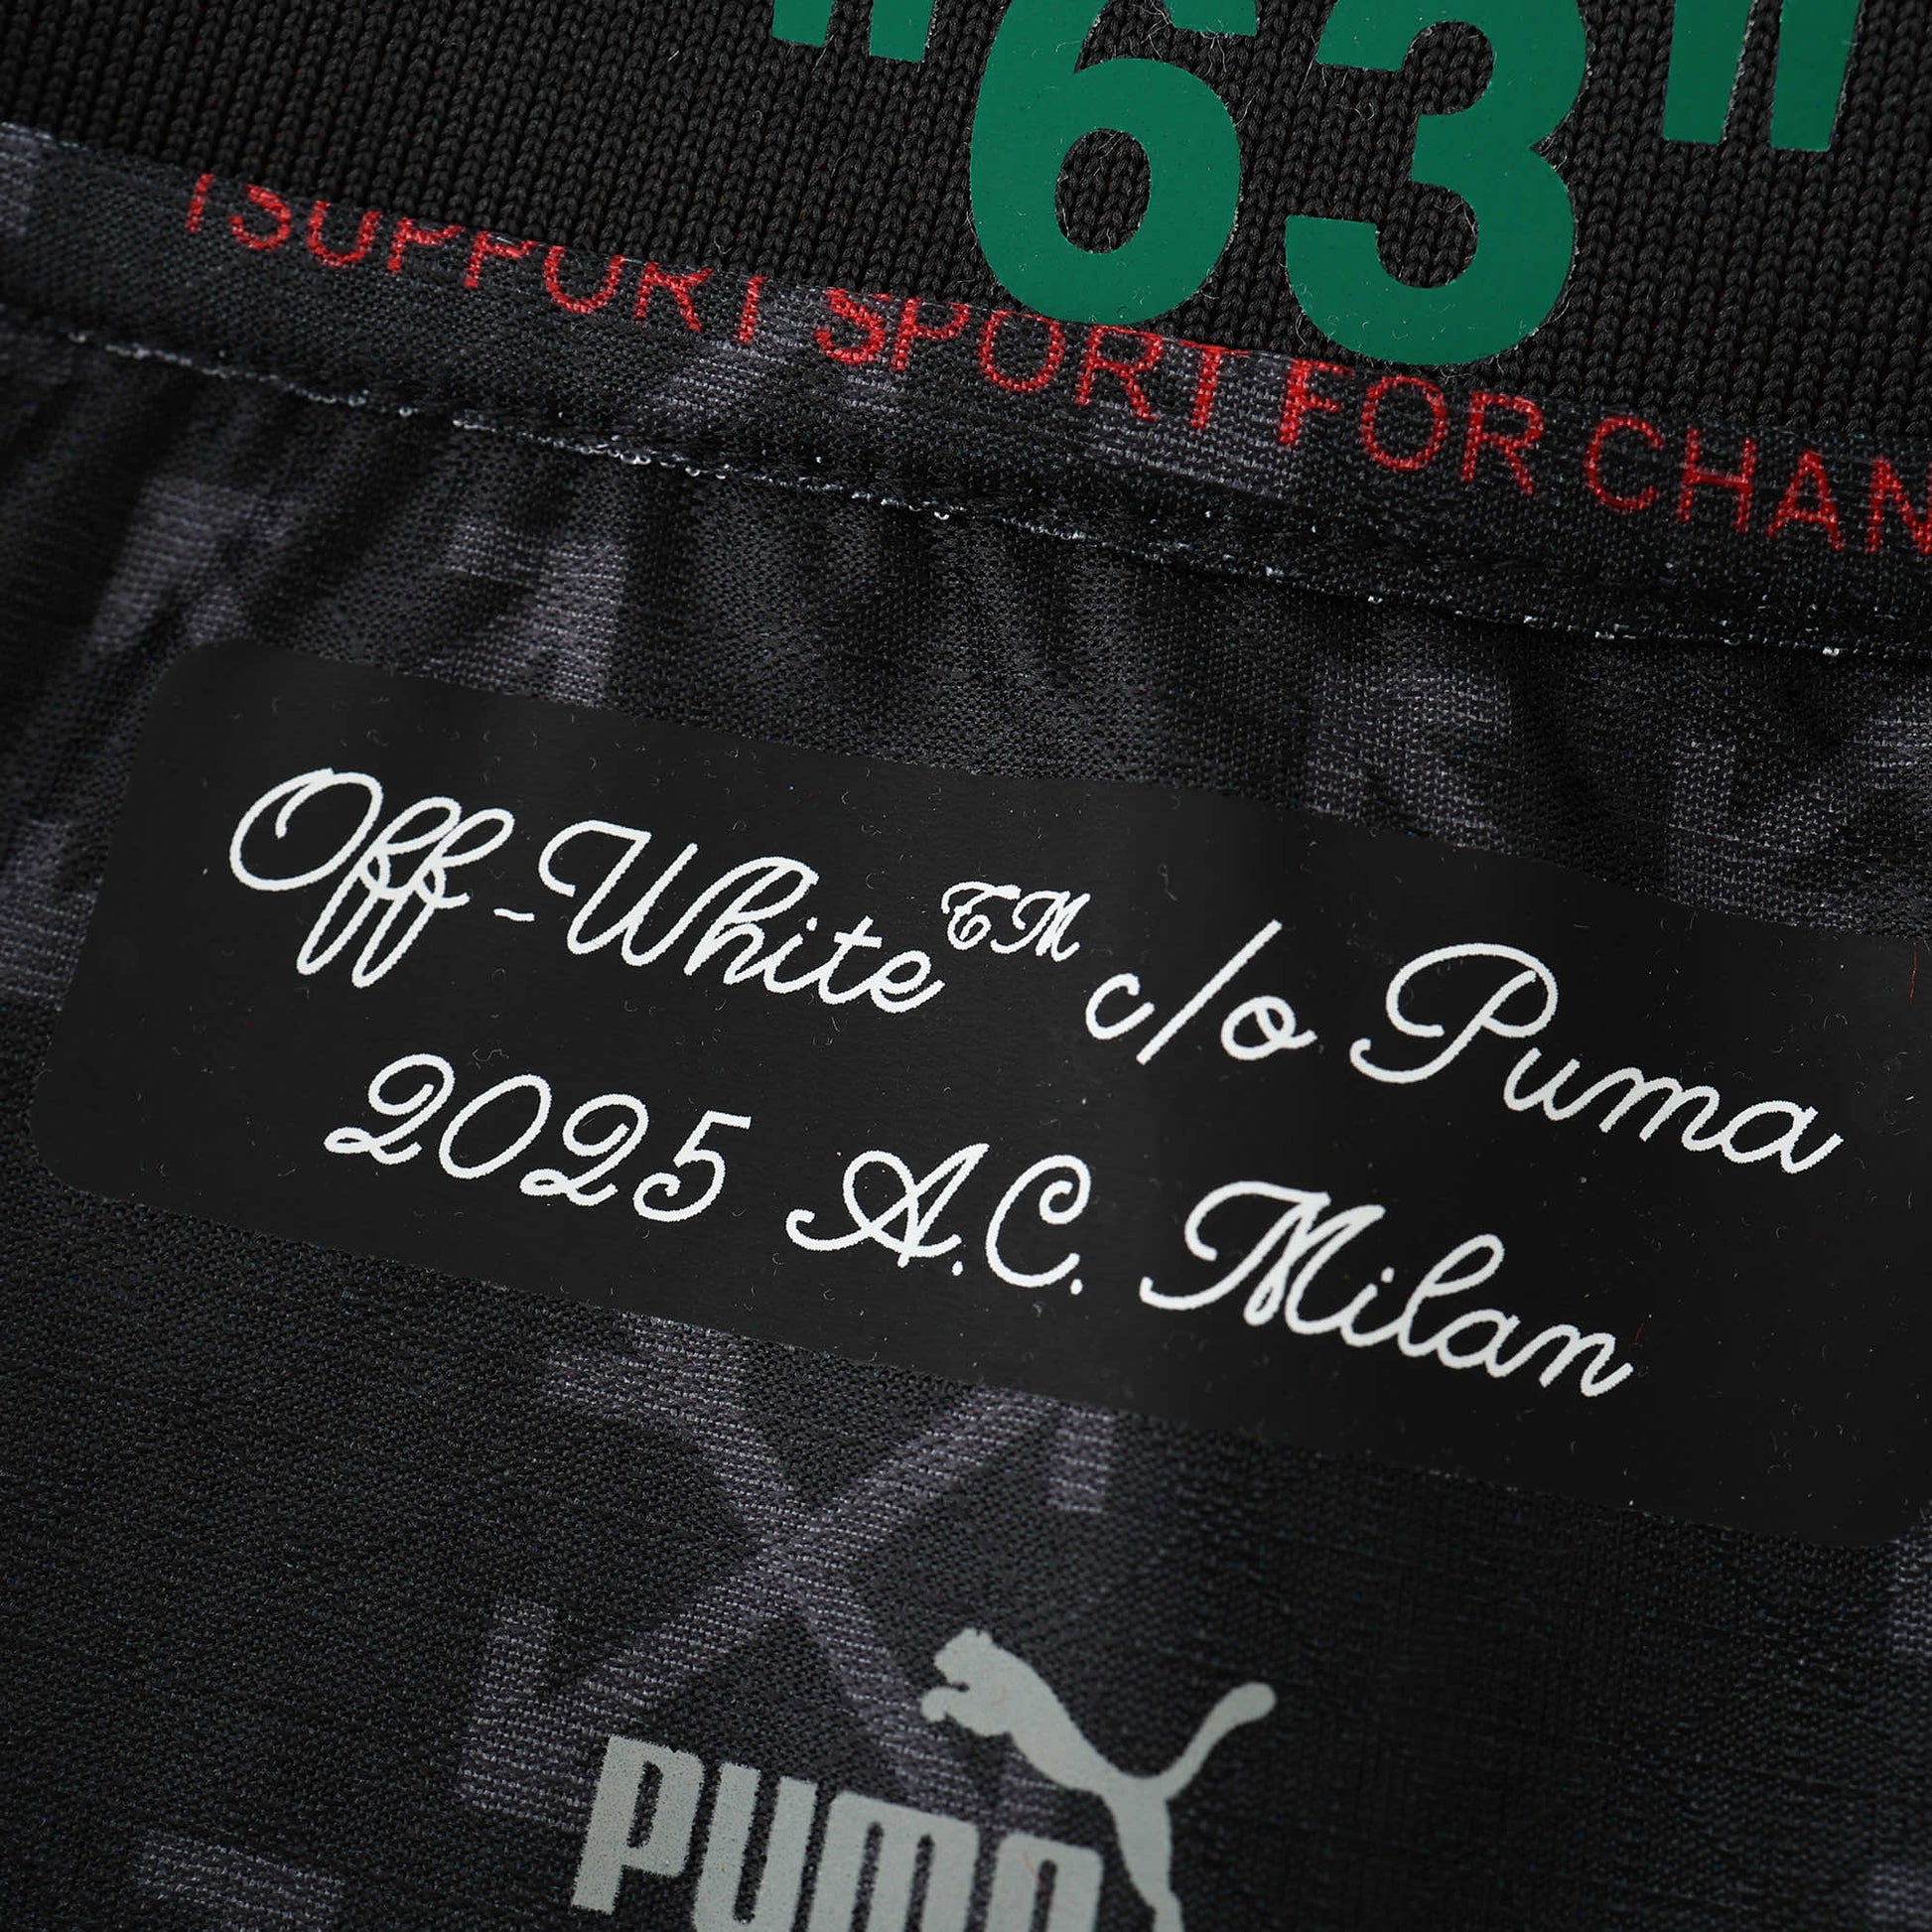 "63"
I SUPPORT SPORT FOR CHAN
Off-White™ c/o Puma
2025 A.C. Milan
PUMA